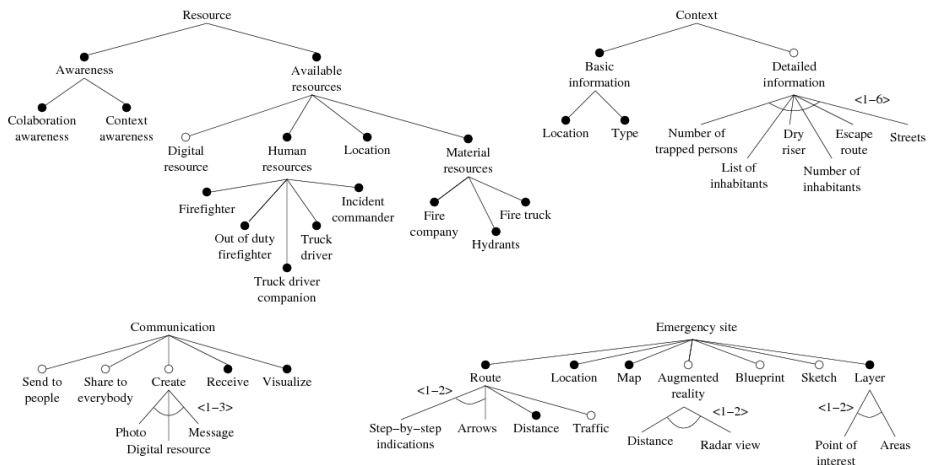 Resource
Awareness
Colaboration
awareness
Context
awareness
Available
resources
Digital
resource
Human
resources
Location
Material
resources
Firefighter
Out of duty
firefighter
Truck driver
companion
Truck
driver
Incident
commander
Fire
company
Hydrants
Fire truck
Context
Basic
information
Location
Type
Detailed
information
<1-6>
Number of
trapped persons
List of
inhabitants
Dry
riser
Number of
inhabitants
Escape
route
Streets
Communication
Send to
people
Share to
everybody
Create
Receive
Visualize
<1-3>
Photo
Digital resource
Message
Emergency site
Route
Location
Map
Augmented
reality
Blueprint
Sketch
Layer
<1-2>
Step-by-step
indications
Arrows
Distance
Traffic
<1-2>
Distance
Radar view
<1-2>
Point of
interest
Areas